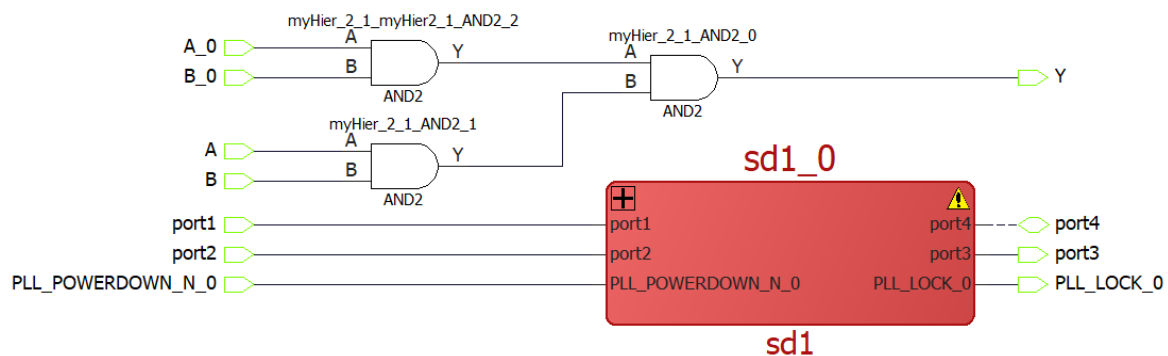 myHier_2_1_myHier2_1_AND2_2
myHier_2_1_AND2_0
A_0 A Y A Y Y
B_0 B B
AND2 AND2
myHier_2_1_AND2_1
A A Y
B B
AND2
sd1_0
port1 port1 port4 port4
port2 port2 port3 port3
PLL_POWERDOWN_N_0 PLL_POWERDOWN_N_0 PLL_LOCK_0 PLL_LOCK_0
sd1